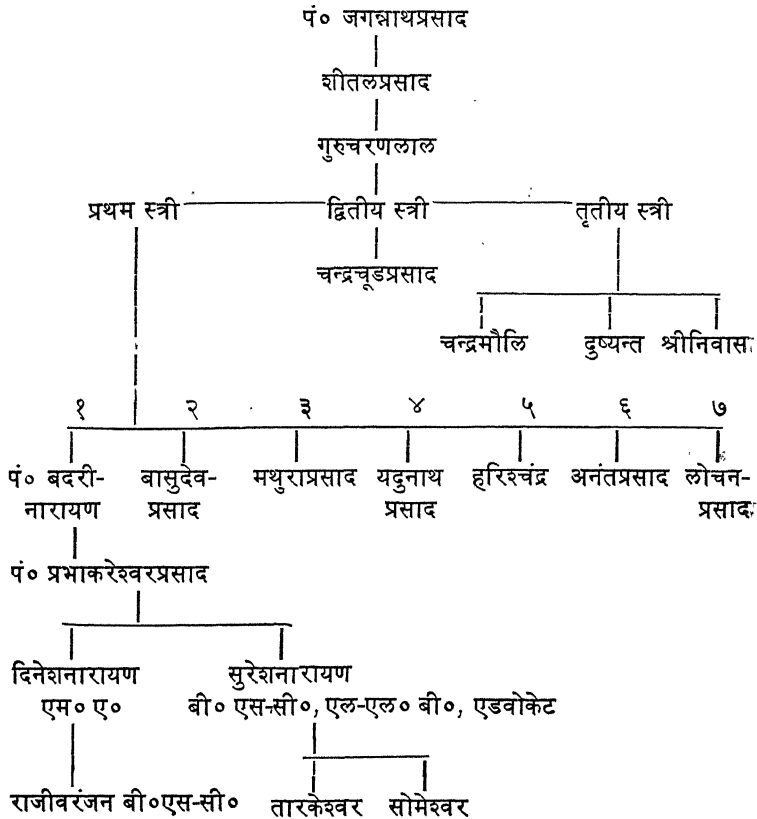 पं० जगन्नाथप्रसाद
शीतलप्रसाद
गुरुचरणलाल
प्रथम स्त्री द्वितीय स्त्री तृतीय स्त्री
चन्द्रचूडप्रसाद
चन्द्रमौलि दुष्यन्त श्रीनिवास
१ २ ३ ४ ५ ६ ७
पं० बदरी- बासुदेव- मथुराप्रसाद यदुनाथ हरिश्चंद्र अनंतप्रसाद लोचन-
नारायण प्रसाद प्रसाद प्रसाद
पं० प्रभाकरेश्वरप्रसाद
दिनेशनारायण सुरेशनारायण
एम० ए० बी० एस-सी०, एल-एल० बी०, एडवोकेट
राजीवरंजन बी०एस-सी० तारकेश्वर सोमेश्वर